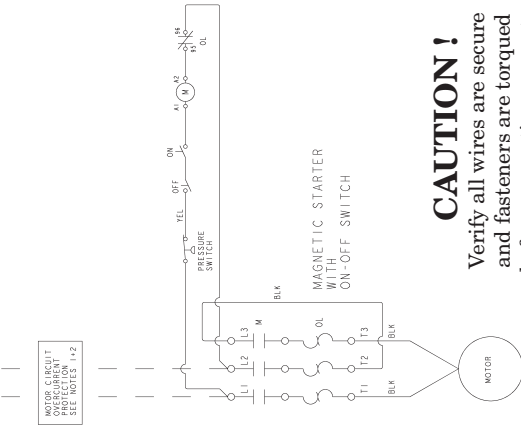 MOTOR CIRCUIT
OVERCURRENT
PROTECTION
SEE NOTES 1+2
PRESSURE
SWITCH
YEL
OFF
ON
A1
M
A2
95
96
OL
L1
L2
L3
M
OL
T1
T2
T3
BLK
BLK
BLK
MOTOR
MAGNETIC STARTER
WITH
ON-OFF SWITCH
CAUTION !
Verify all wires are secure
and fasteners are torqued